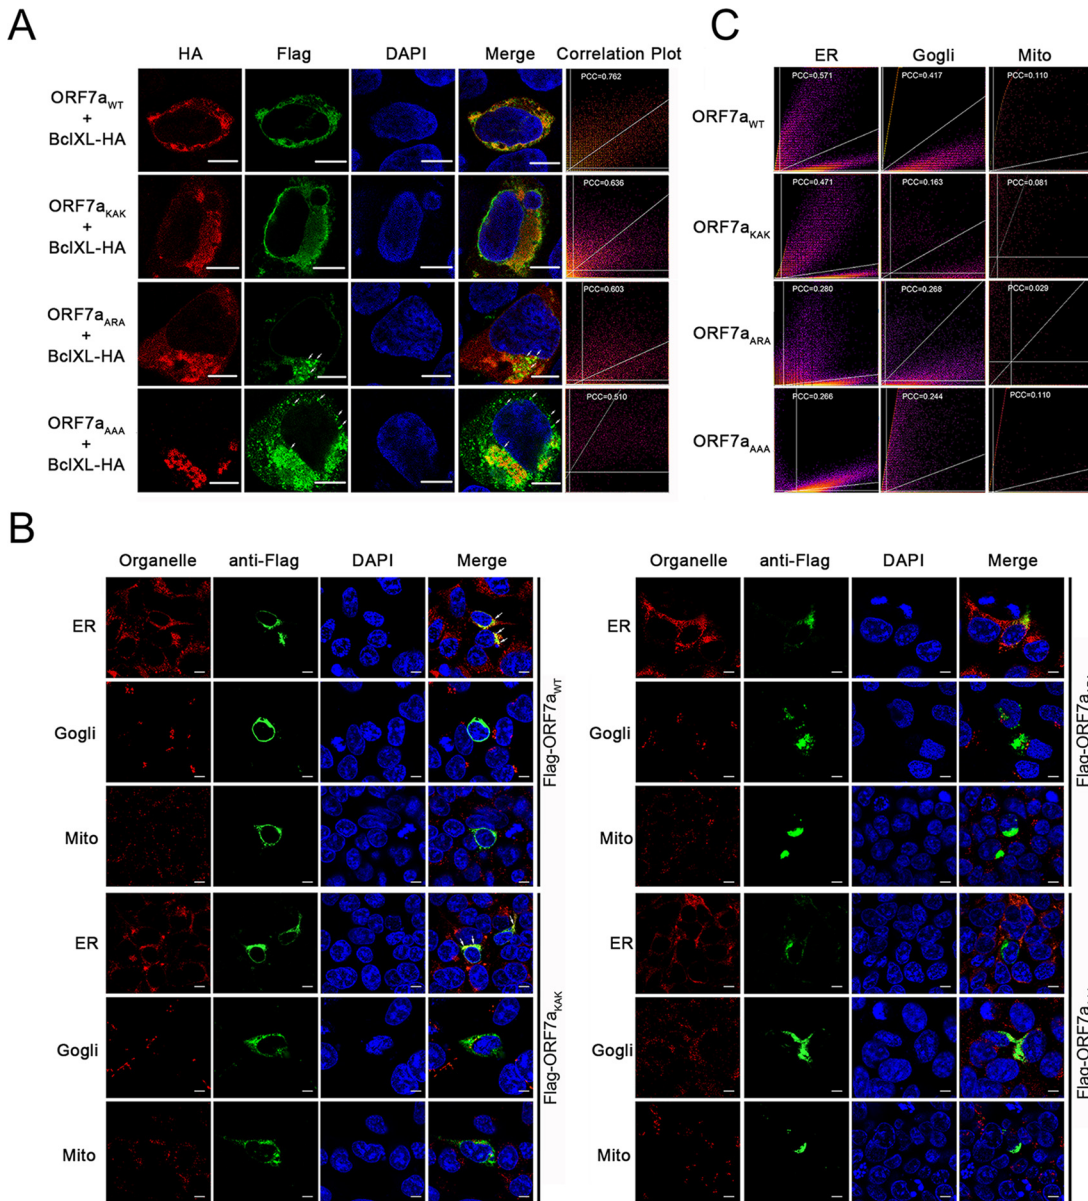 A
HA Flag DAPI Merge Correlation Plot
ORF7aWT
+
BclXL-HA
PCC=0.762
ORF7aKAK
+
BclXL-HA
PCC=0.636
ORF7aARA
+
BclXL-HA
PCC=0.603
ORF7aAAA
+
BclXL-HA
PCC=0.510
C
ER Gogli Mito
ORF7aWT
PCC=0.571 PCC=0.417 PCC=0.110
ORF7aKAK
PCC=0.471 PCC=0.163 PCC=0.081
ORF7aARA
PCC=0.280 PCC=0.268 PCC=0.029
ORF7aAAA
PCC=0.266 PCC=0.244 PCC=0.110
B
Organelle anti-Flag DAPI Merge
ER
Gogli
Mito
Flag-ORF7aWT
ER
Gogli
Mito
Flag-ORF7aKAK
Organelle anti-Flag DAPI Merge
ER
Gogli
Mito
Flag-ORF7a
ER
Gogli
Mito
Flag-ORF7a